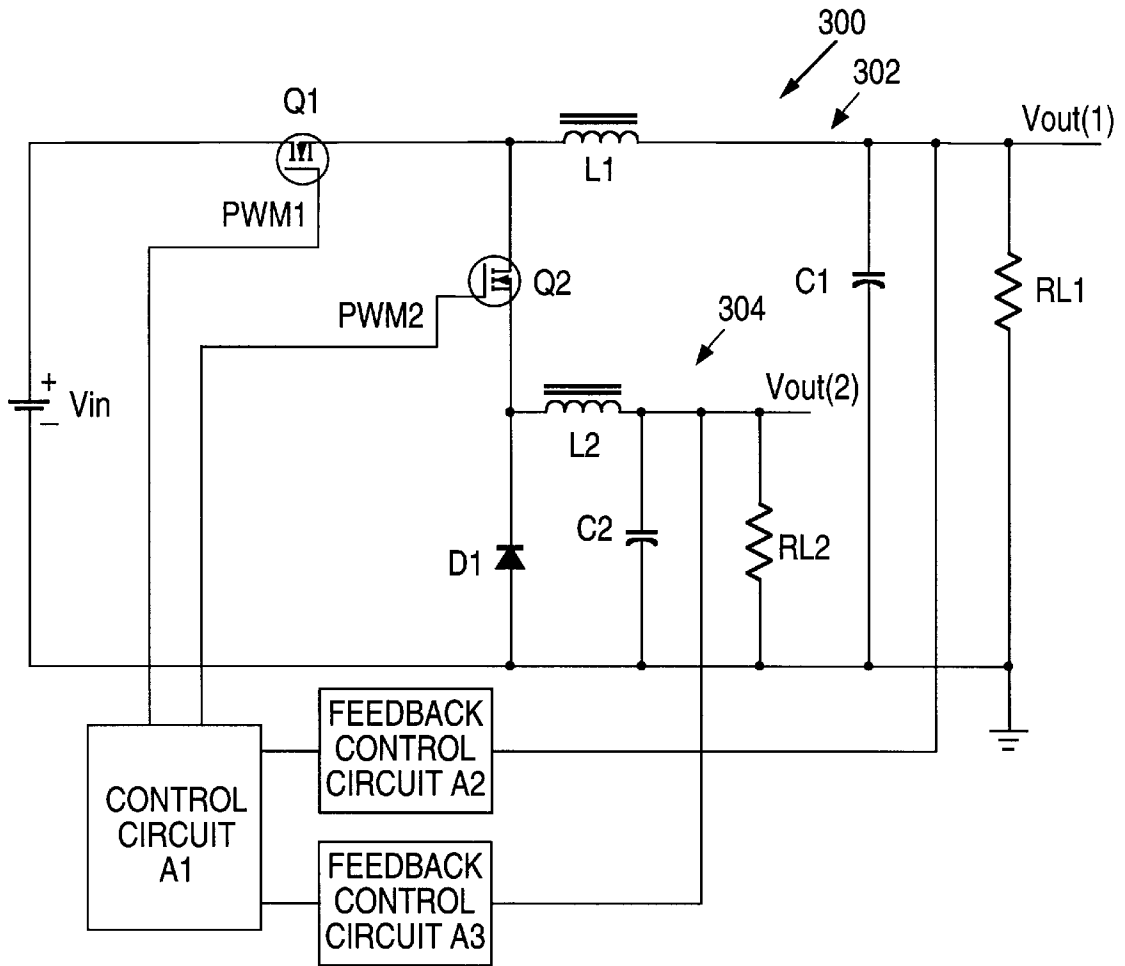 300
302
Q1
Vout(1)
L1
PWM1
Q2
C1
RL1
PWM2
304
+
Vin
−
Vout(2)
L2
C2
RL2
D1
FEEDBACK
CONTROL
CIRCUIT A2
CONTROL
CIRCUIT
A1
FEEDBACK
CONTROL
CIRCUIT A3